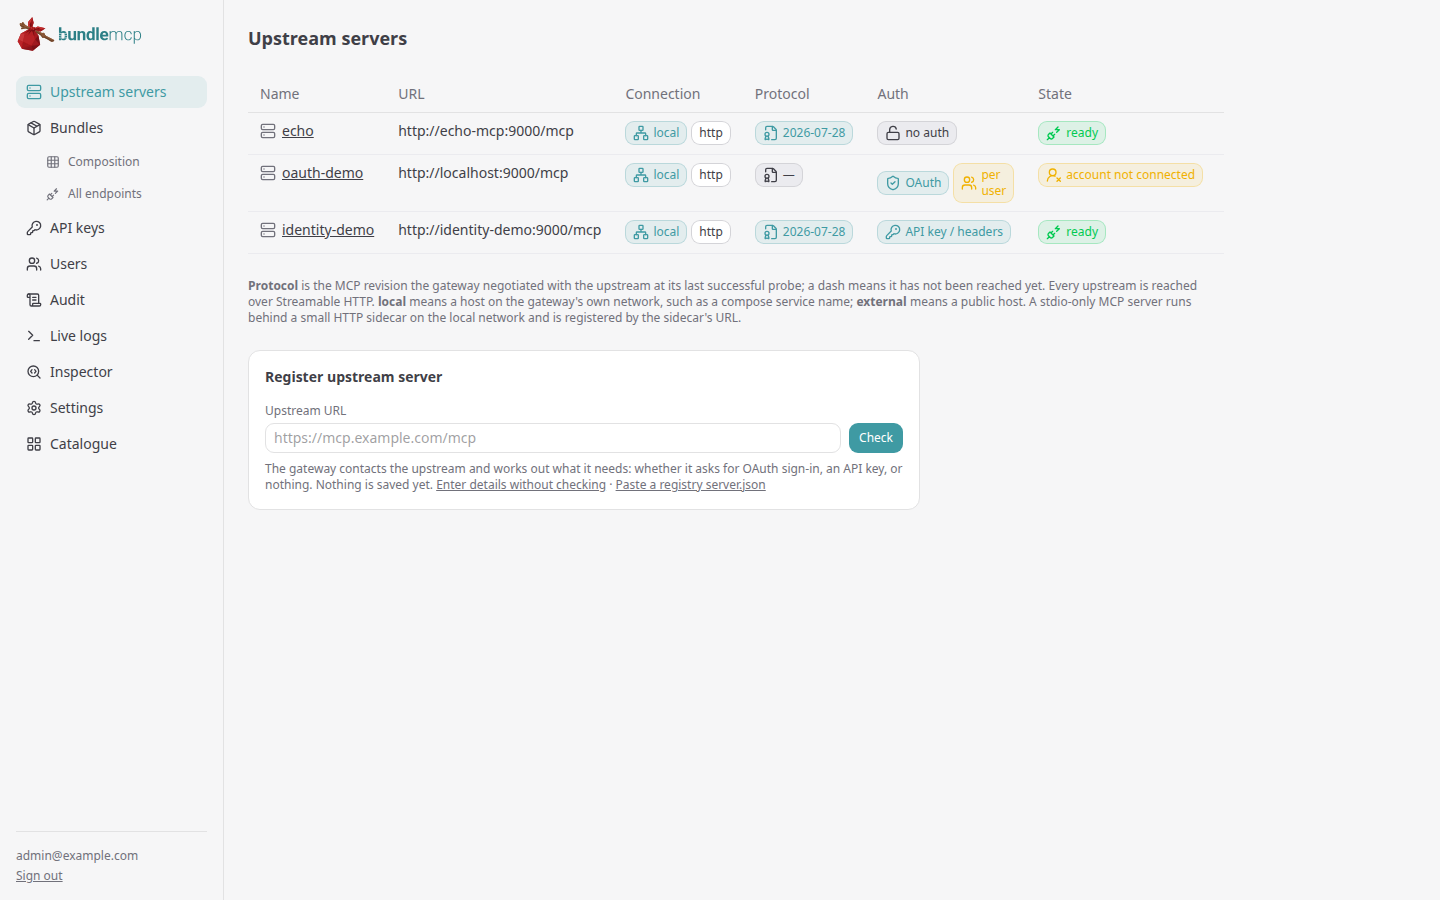 bundlemcp
Upstream servers
Bundles
Composition
All endpoints
API keys
Users
Audit
Live logs
Inspector
Settings
Catalogue
admin@example.com
Sign out
Upstream servers
Name URL Connection Protocol Auth State
echo http://echo-mcp:9000/mcp local http 2026-07-28 no auth ready
oauth-demo http://localhost:9000/mcp local http — OAuth per user account not connected
identity-demo http://identity-demo:9000/mcp local http 2026-07-28 API key / headers ready
Protocol is the MCP revision the gateway negotiated with the upstream at its last successful probe; a dash means it has not been reached yet. Every upstream is reached
over Streamable HTTP. local means a host on the gateway's own network, such as a compose service name; external means a public host. A stdio-only MCP server runs
behind a small HTTP sidecar on the local network and is registered by the sidecar's URL.
Register upstream server
Upstream URL
https://mcp.example.com/mcp Check
The gateway contacts the upstream and works out what it needs: whether it asks for OAuth sign-in, an API key, or
nothing. Nothing is saved yet. Enter details without checking · Paste a registry server.json